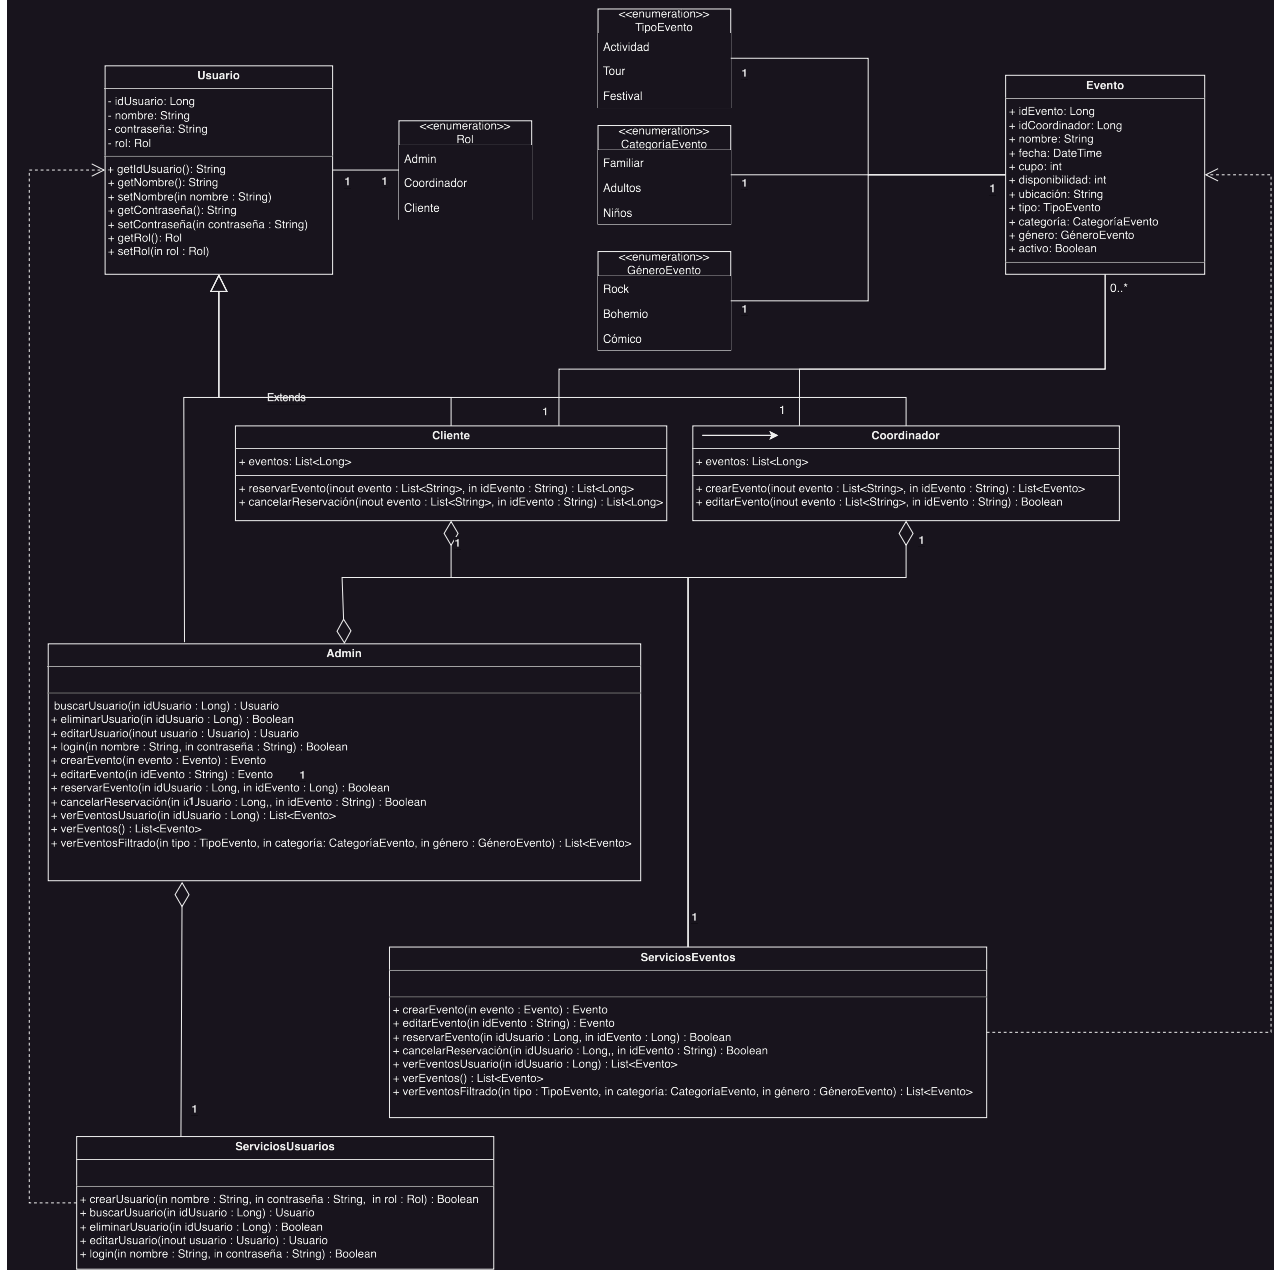 <<enumeration>>
TipoEvento
Actividad
Tour
Festival
1
Usuario
- idUsuario: Long
- nombre: String
- contraseña: String
- rol: Rol
+ getIdUsuario(): String
+ getNombre(): String
+ setNombre(in nombre : String)
+ getContraseña(): String
+ setContraseña(in contraseña : String)
+ getRol(): Rol
+ setRol(in rol : Rol)
1
1
<<enumeration>>
Rol
Admin
Coordinador
Cliente
<<enumeration>>
CategoríaEvento
Familiar
Adultos
Niños
1
<<enumeration>>
GéneroEvento
Rock
Bohemio
Cómico
1
Evento
+ idEvento: Long
+ idCoordinador: Long
+ nombre: String
+ fecha: DateTime
+ cupo: int
+ disponibilidad: int
+ ubicación: String
+ tipo: TipoEvento
+ categoría: CategoríaEvento
+ género: GéneroEvento
+ activo: Boolean
1
0..*
Extends
1
1
Cliente
+ eventos: List<Long>
+ reservarEvento(inout evento : List<String>, in idEvento : String) : List<Long>
+ cancelarReservación(inout evento : List<String>, in idEvento : String) : List<Long>
1
Coordinador
+ eventos: List<Long>
+ crearEvento(inout evento : List<String>, in idEvento : String) : List<Evento>
+ editarEvento(inout evento : List<String>, in idEvento : String) : Boolean
1
Admin
buscarUsuario(in idUsuario : Long) : Usuario
+ eliminarUsuario(in idUsuario : Long) : Boolean
+ editarUsuario(inout usuario : Usuario) : Usuario
+ login(in nombre : String, in contraseña : String) : Boolean
+ crearEvento(in evento : Evento) : Evento
+ editarEvento(in idEvento : String) : Evento
1
+ reservarEvento(in idUsuario : Long, in idEvento : Long) : Boolean
+ cancelarReservación(in idUsuario : Long,, in idEvento : String) : Boolean
1
+ verEventosUsuario(in idUsuario : Long) : List<Evento>
+ verEventos() : List<Evento>
+ verEventosFiltrado(in tipo : TipoEvento, in categoría: CategoríaEvento, in género : GéneroEvento) : List<Evento>
1
ServiciosEventos
+ crearEvento(in evento : Evento) : Evento
+ editarEvento(in idEvento : String) : Evento
+ reservarEvento(in idUsuario : Long, in idEvento : Long) : Boolean
+ cancelarReservación(in idUsuario : Long,, in idEvento : String) : Boolean
+ verEventosUsuario(in idUsuario : Long) : List<Evento>
+ verEventos() : List<Evento>
+ verEventosFiltrado(in tipo : TipoEvento, in categoría: CategoríaEvento, in género : GéneroEvento) : List<Evento>
1
ServiciosUsuarios
+ crearUsuario(in nombre : String, in contraseña : String,  in rol : Rol) : Boolean
+ buscarUsuario(in idUsuario : Long) : Usuario
+ eliminarUsuario(in idUsuario : Long) : Boolean
+ editarUsuario(inout usuario : Usuario) : Usuario
+ login(in nombre : String, in contraseña : String) : Boolean